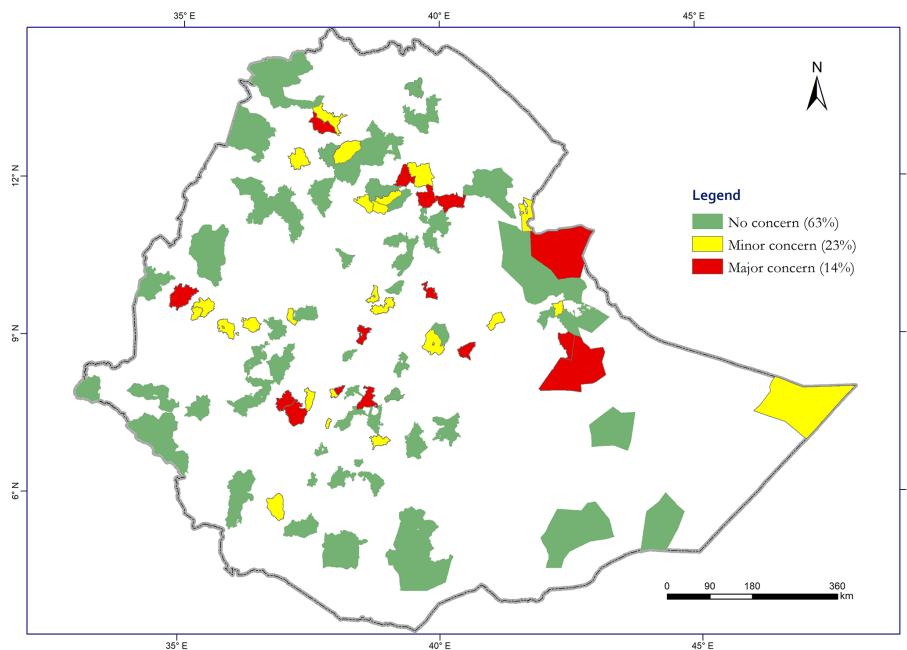 35° E 40° E 45° E
N
12° N
Legend
No concern (63%)
Minor concern (23%)
Major concern (14%)
9° N
6° N
0 90 180 360
km
35° E 40° E 45° E